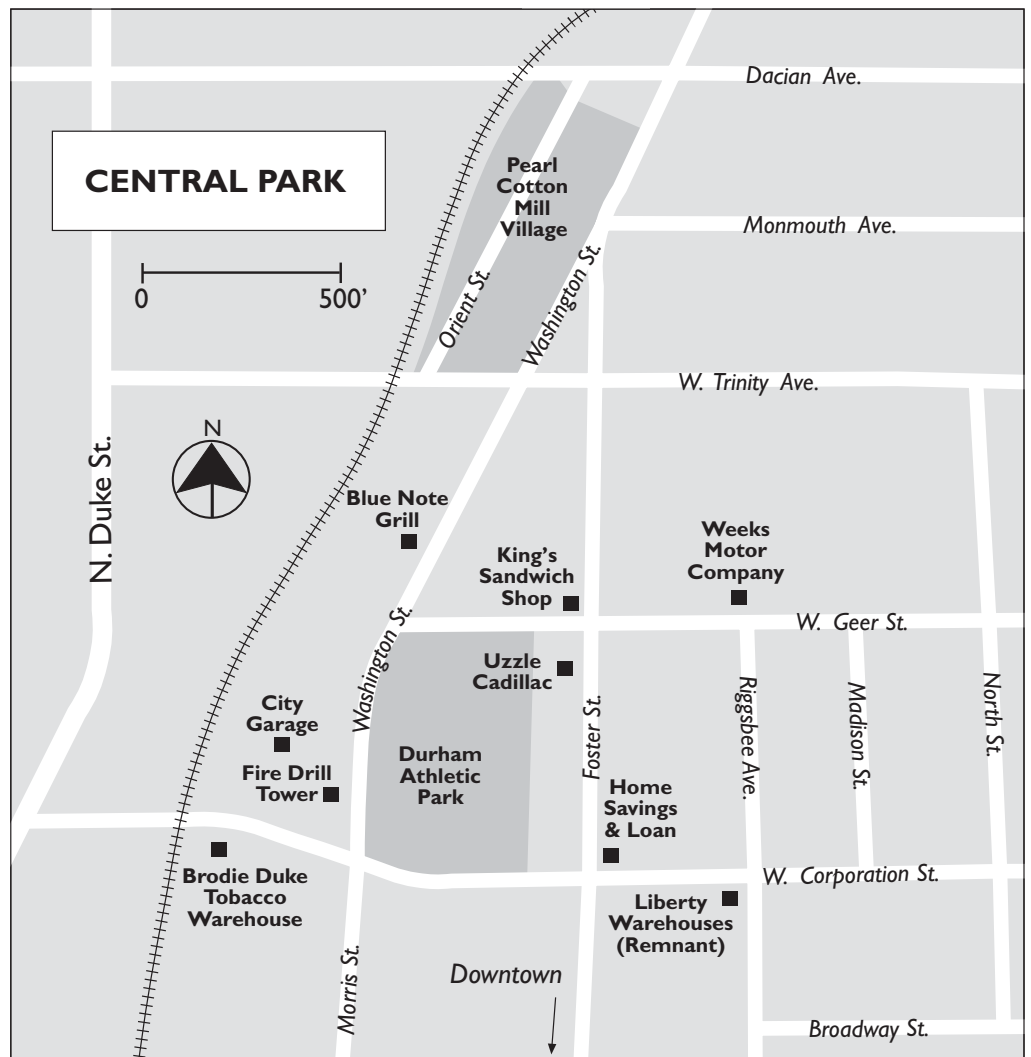 Dacian Ave.
CENTRAL PARK
Pearl
Cotton
Mill
Village
Monmouth Ave.
0 500’
Orient St.
Washington St.
W. Trinity Ave.
N. Duke St.
N
Blue Note
Grill
King’s
Sandwich
Shop
Weeks
Motor
Company
W. Geer St.
Washington St.
Uzzle
Cadillac
City
Garage
Fire Drill
Tower
Durham
Athletic
Park
Foster St.
Riggsbee Ave.
Madison St.
North St.
Home
Savings
& Loan
W. Corporation St.
Brodie Duke
Tobacco
Warehouse
Liberty
Warehouses
(Remnant)
Morris St.
Downtown
Broadway St.